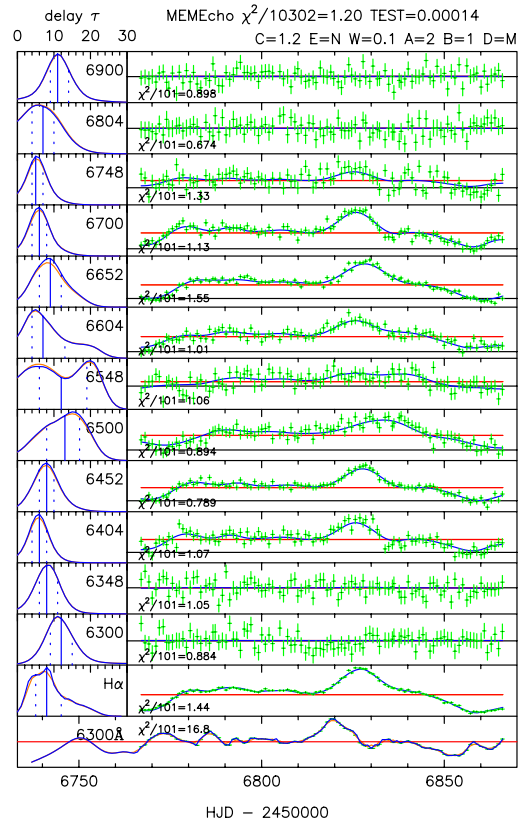 delay τ MEMEcho χ²/10302=1.20 TEST=0.00014
0 10 20 30 C=1.2 E=N W=0.1 A=2 B=1 D=M
6900 χ²/101=0.898
6804 χ²/101=0.674
6748 χ²/101=1.33
6700 χ²/101=1.13
6652 χ²/101=1.55
6604 χ²/101=1.01
6548 χ²/101=1.06
6500 χ²/101=0.894
6452 χ²/101=0.789
6404 χ²/101=1.07
6348 χ²/101=1.05
6300 χ²/101=0.884
Hα χ²/101=1.44
6300Å χ²/101=16.8
6750 6800 6850
HJD − 2450000